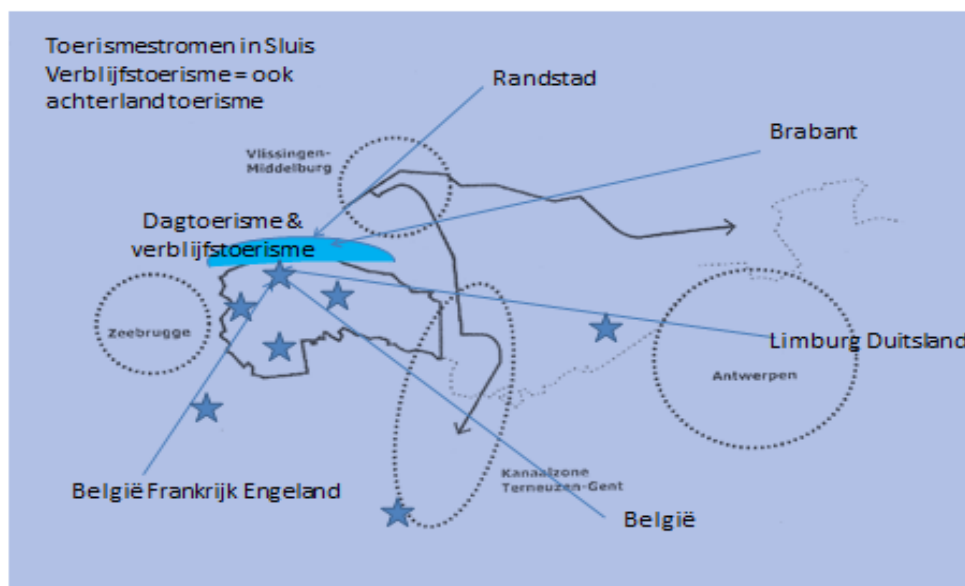 Toerismestromen in Sluis
Verblijfstoerisme = ook
achterland toerisme
Randstad
Brabant
Vlissingen-
Middelburg
Dagtoerisme &
verblijfstoerisme
Zeebrugge
Limburg Duitsland
Antwerpen
Kanaalzone
Terneuzen-Gent
België Frankrijk Engeland
België